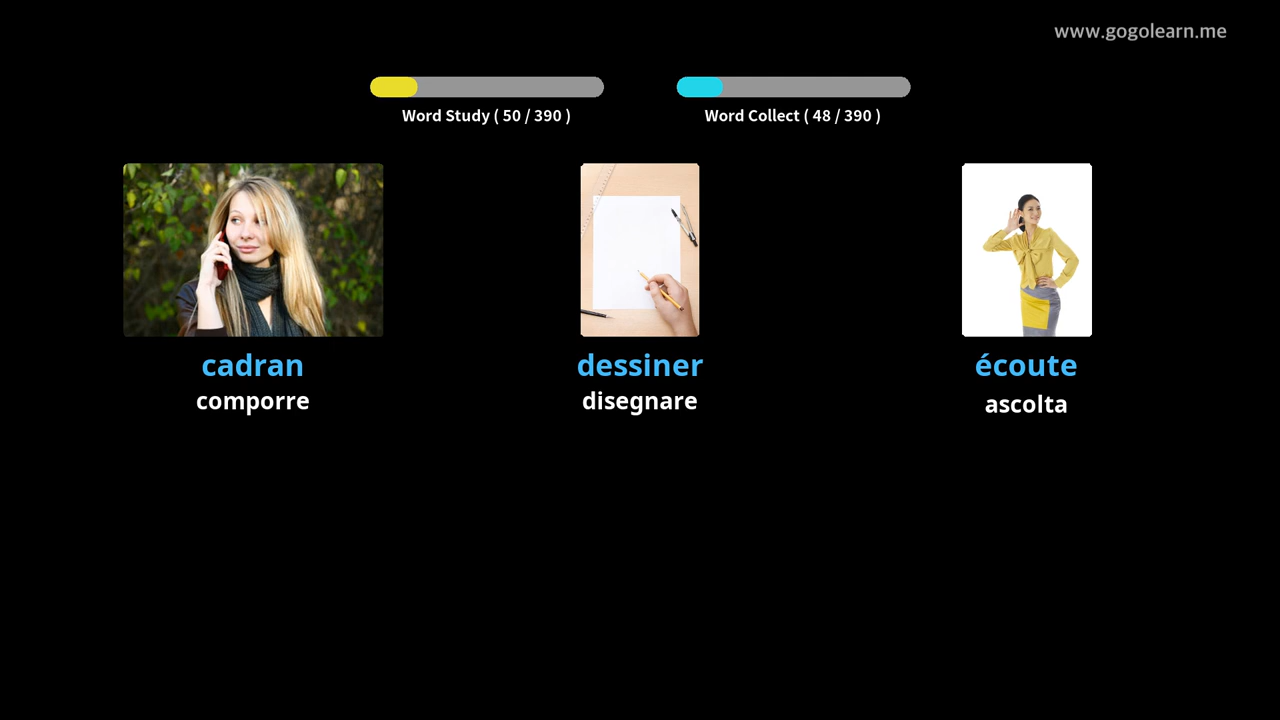 www.gogolearn.me
Word Study ( 50 / 390 )
Word Collect ( 48 / 390 )
cadran
comporre
dessiner
disegnare
écoute
ascolta